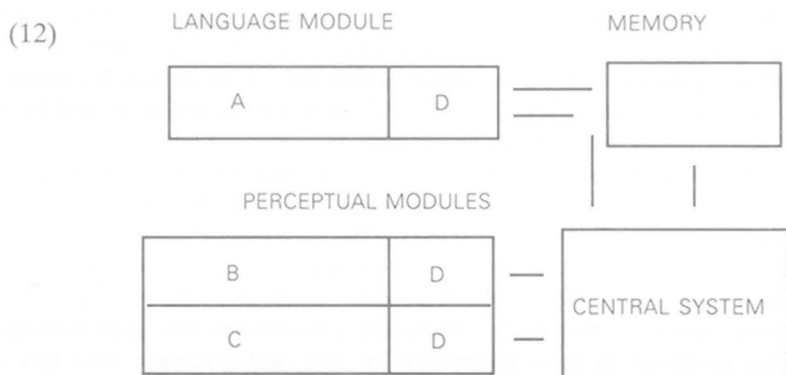 (12)
LANGUAGE MODULE MEMORY
A D
PERCEPTUAL MODULES
B D
C D
CENTRAL SYSTEM